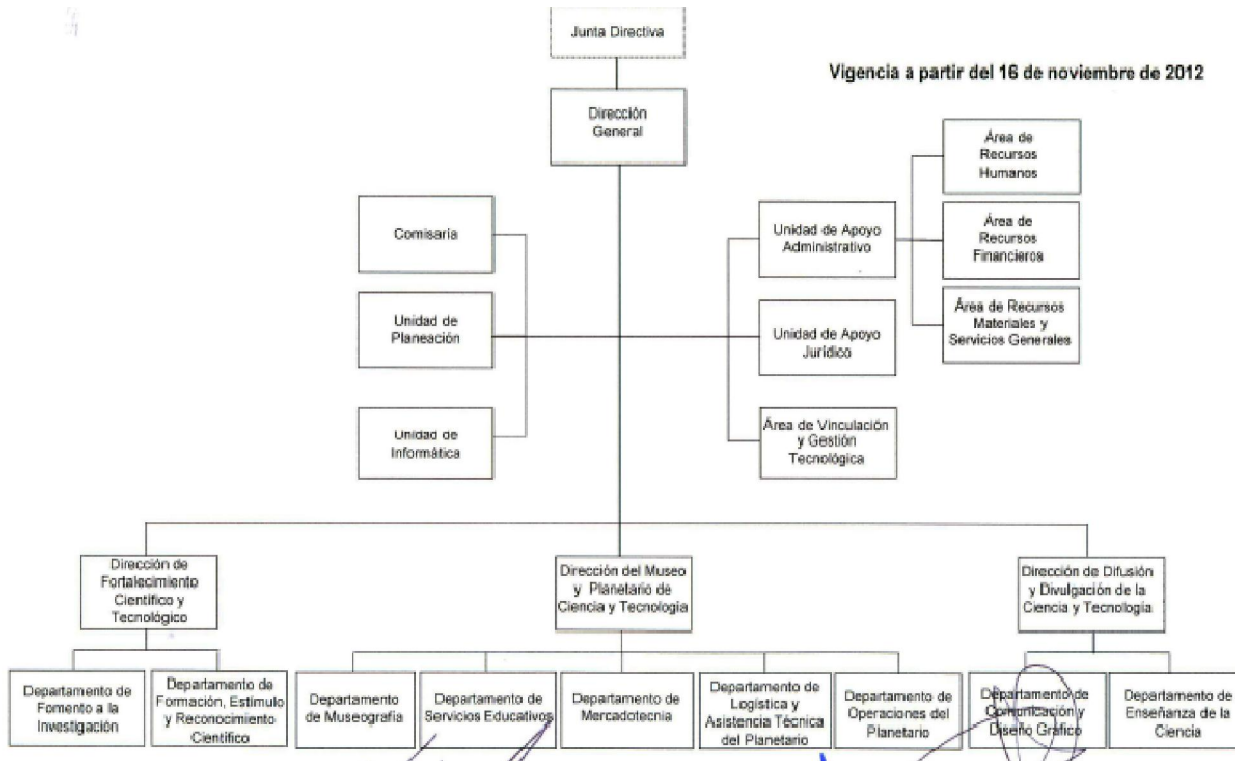 Junta Directiva
Vigencia a partir del 16 de noviembre de 2012
Dirección
General
Área de
Recursos
Humanos
Comisaría
Unidad de Apoyo
Administrativo
Área de
Recursos
Financieros
Unidad de
Planeación
Unidad de Apoyo
Jurídico
Área de Recursos
Materiales y
Servicios Generales
Unidad de
Informática
Área de Vinculación
y Gestión
Tecnológica
Dirección de
Fortalecimiento
Científico y
Tecnológico
Dirección del Museo
y Planetario de
Ciencia y Tecnología
Dirección de Difusión
y Divulgación de la
Ciencia y Tecnología
Departamento de
Fomento a la
Investigación
Departamento de
Formación, Estímulo
y Reconocimiento
Científico
Departamento
de Museografía
Departamento de
Servicios Educativos
Departamento de
Mercadotecnia
Departamento de
Logística y
Asistencia Técnica
del Planetario
Departamento de
Operaciones del
Planetario
Departamento de
Comunicación y
Diseño Gráfico
Departamento de
Enseñanza de la
Ciencia